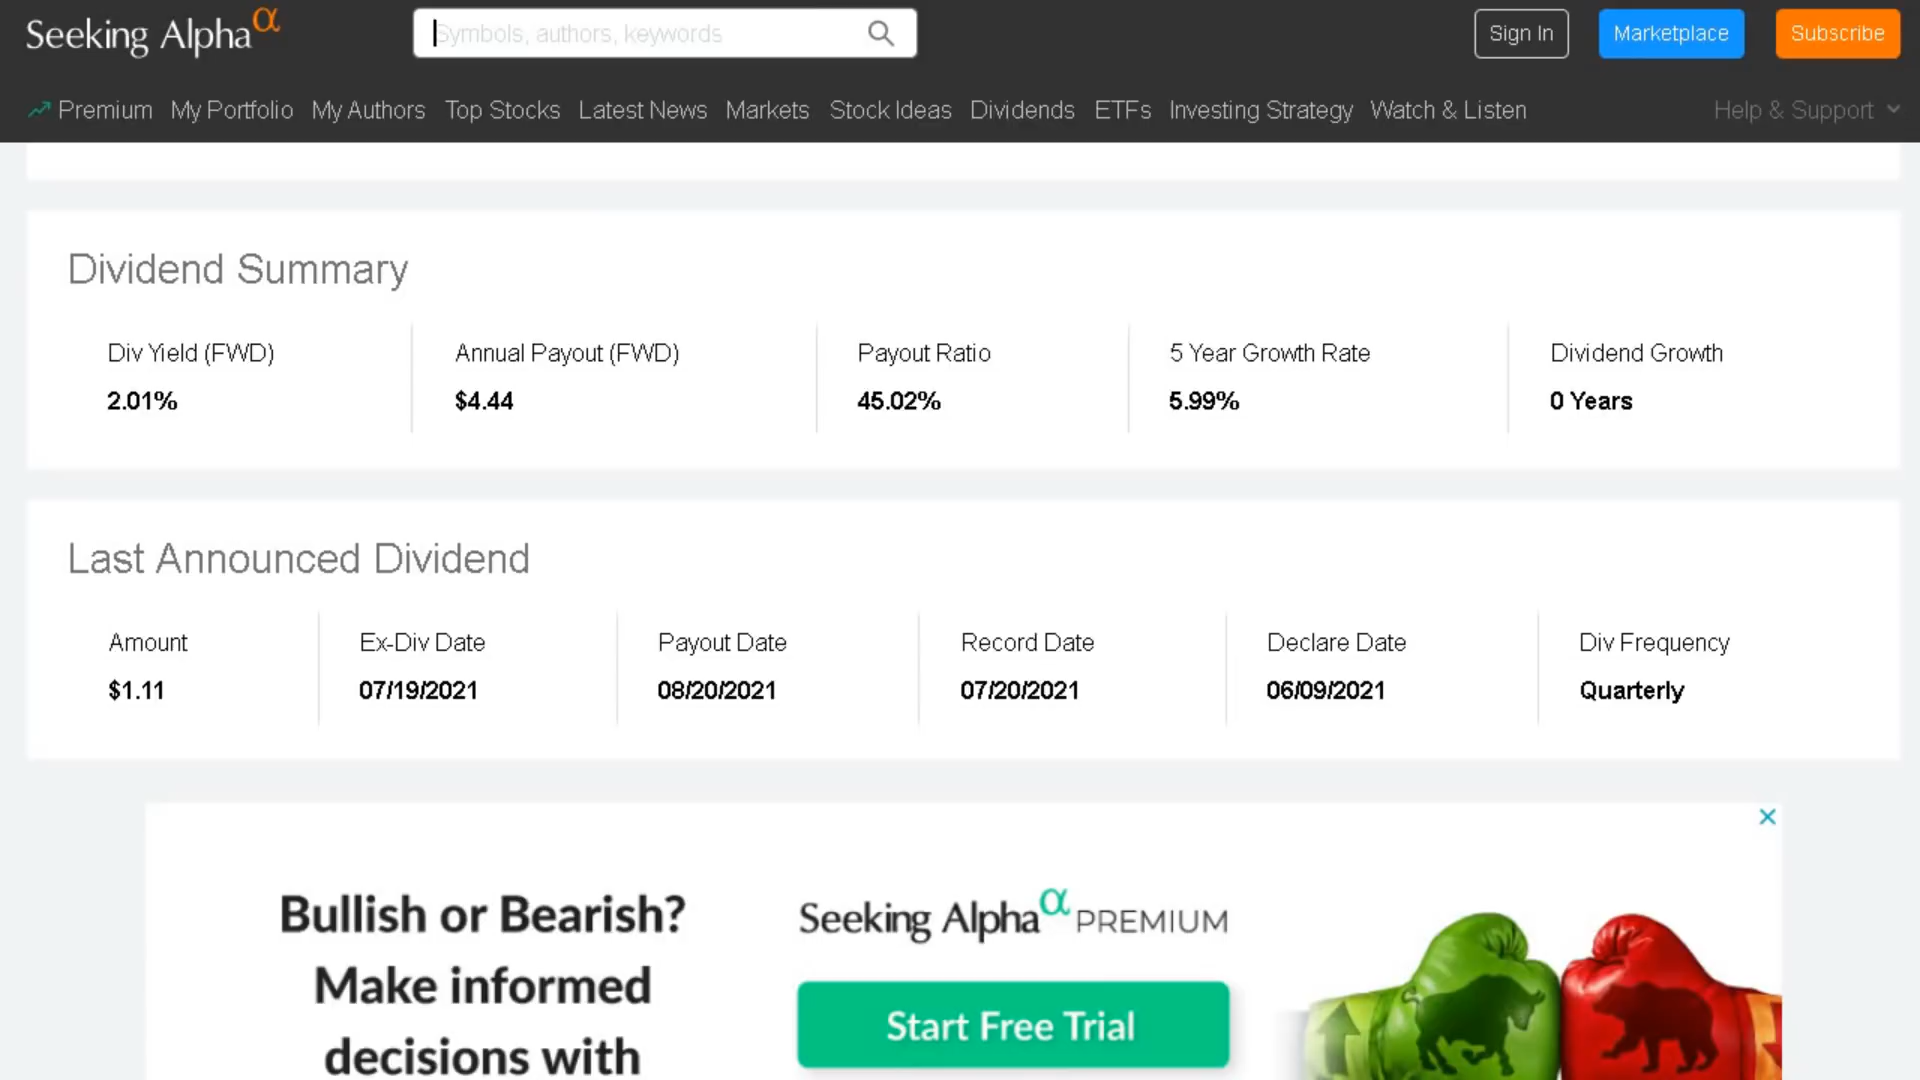 Seeking Alpha α
Symbols, authors, keywords
Sign In
Marketplace
Subscribe
Premium My Portfolio My Authors Top Stocks Latest News Markets Stock Ideas Dividends ETFs Investing Strategy Watch & Listen Help & Support
Dividend Summary
Div Yield (FWD) Annual Payout (FWD) Payout Ratio 5 Year Growth Rate Dividend Growth
2.01% $4.44 45.02% 5.99% 0 Years
Last Announced Dividend
Amount Ex-Div Date Payout Date Record Date Declare Date Div Frequency
$1.11 07/19/2021 08/20/2021 07/20/2021 06/09/2021 Quarterly
Bullish or Bearish?
Make informed
decisions with
Seeking Alpha α PREMIUM
Start Free Trial